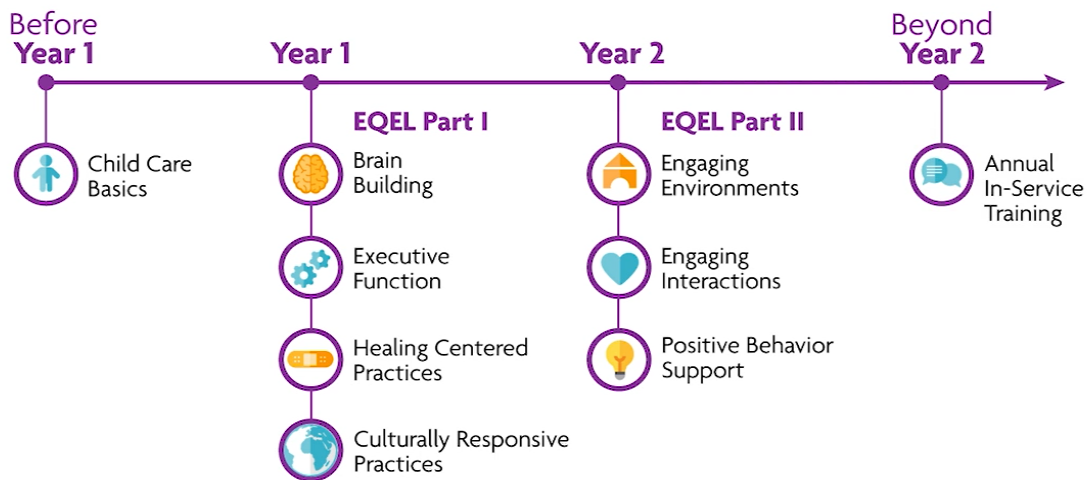 Before
Year 1
Year 1
Year 2
Beyond
Year 2
EQEL Part I
EQEL Part II
Child Care
Basics
Brain
Building
Executive
Function
Healing Centered
Practices
Culturally Responsive
Practices
Engaging
Environments
Engaging
Interactions
Positive Behavior
Support
Annual
In-Service
Training